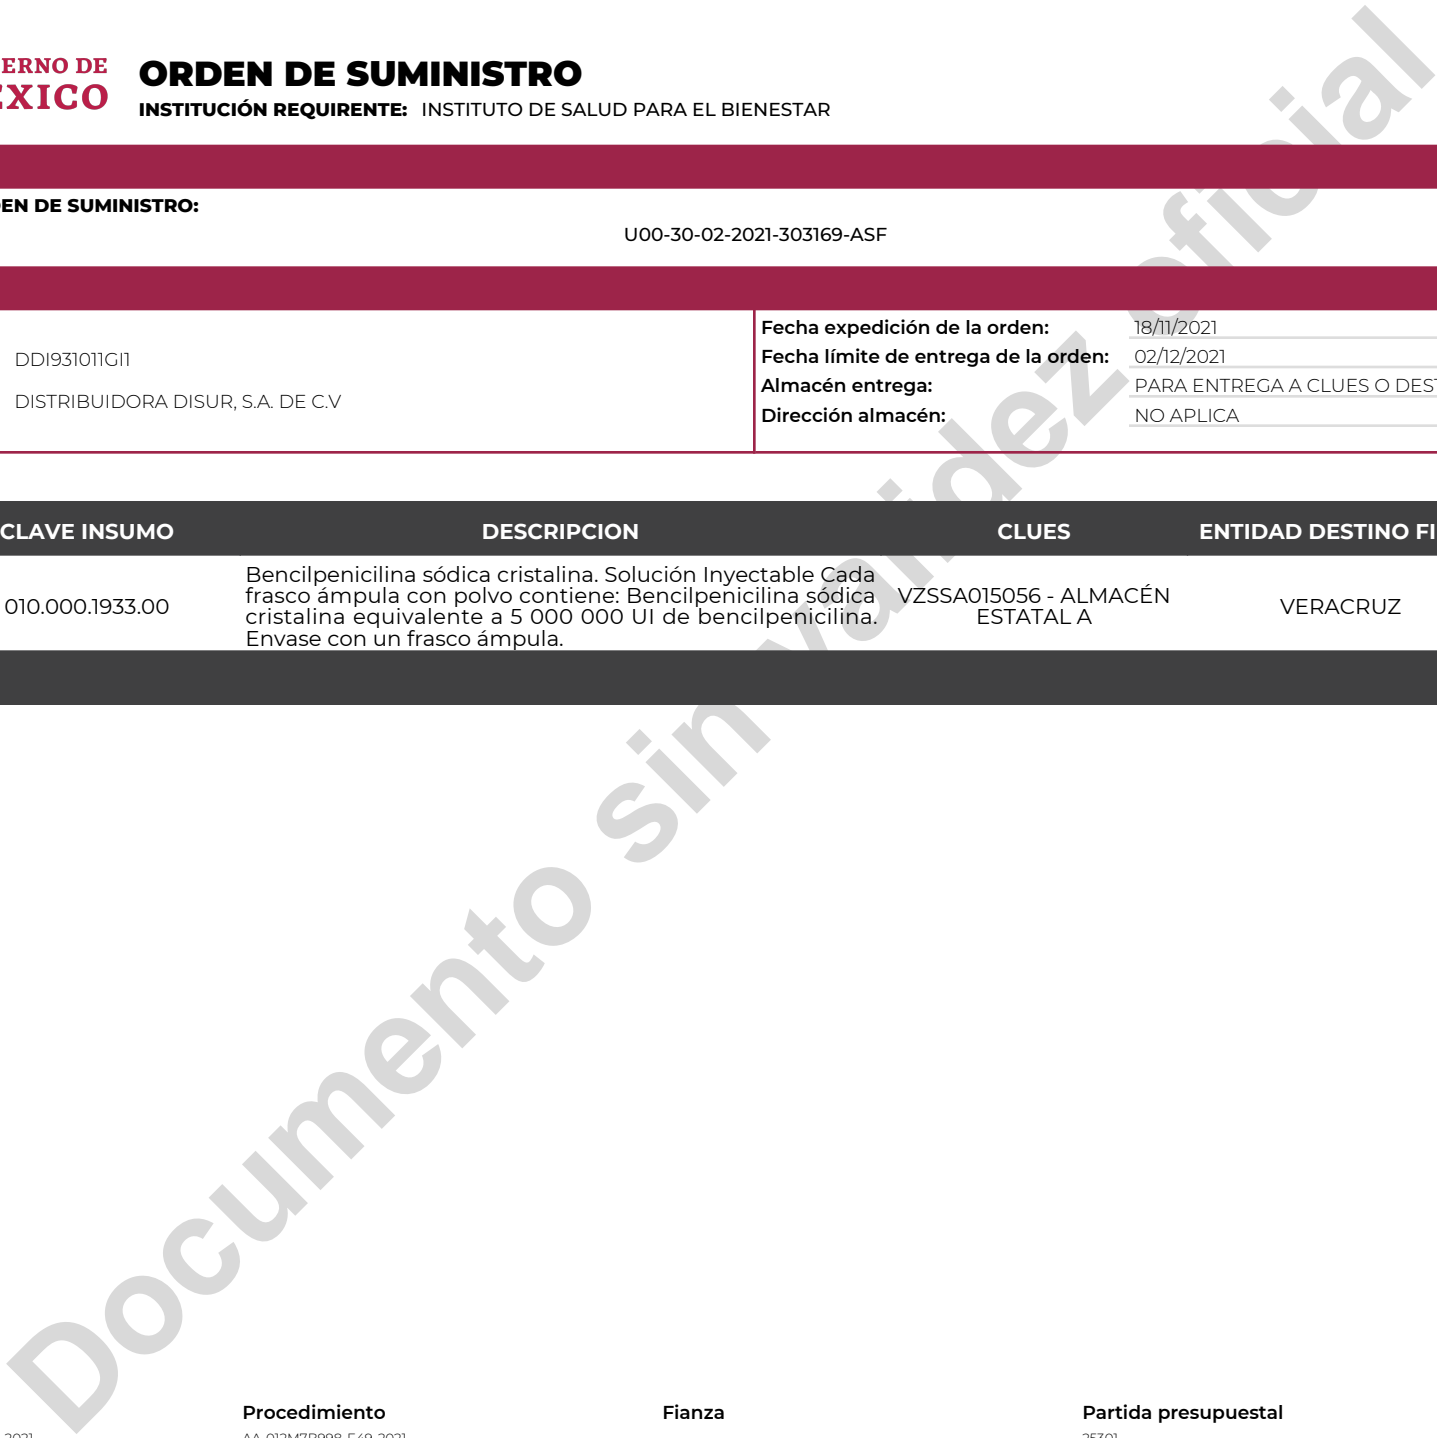 ERNO DE
ÉXICO
ORDEN DE SUMINISTRO
INSTITUCIÓN REQUIRENTE: INSTITUTO DE SALUD PARA EL BIENESTAR
EN DE SUMINISTRO:
U00-30-02-2021-303169-ASF
DDI931011GI1
DISTRIBUIDORA DISUR, S.A. DE C.V
Fecha expedición de la orden: 18/11/2021
Fecha límite de entrega de la orden: 02/12/2021
Almacén entrega: PARA ENTREGA A CLUES O DEST
Dirección almacén: NO APLICA
CLAVE INSUMO DESCRIPCION CLUES ENTIDAD DESTINO FI
010.000.1933.00
Bencilpenicilina sódica cristalina. Solución Inyectable Cada
frasco ámpula con polvo contiene: Bencilpenicilina sódica
cristalina equivalente a 5 000 000 UI de bencilpenicilina.
Envase con un frasco ámpula.
VZSSA015056 - ALMACÉN
ESTATAL A
VERACRUZ
Documento sin validez oficial
Procedimiento Fianza Partida presupuestal